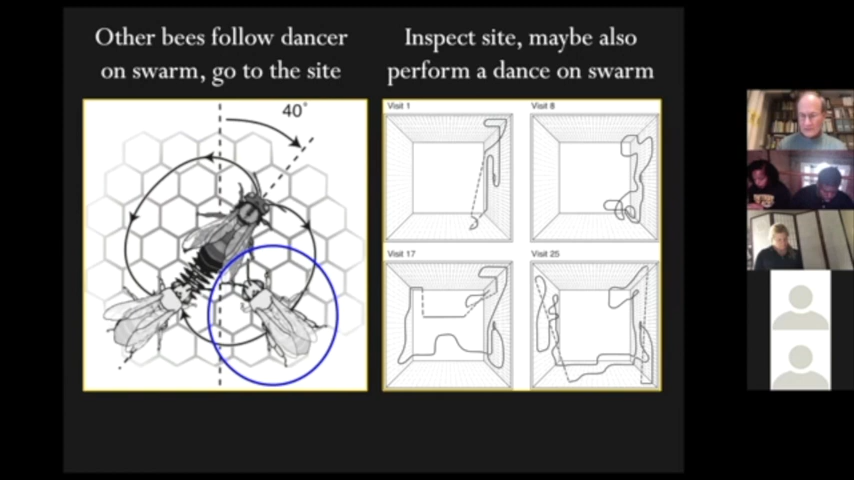 Other bees follow dancer
on swarm, go to the site
Inspect site, maybe also
perform a dance on swarm
40°
Visit 1
Visit 8
Visit 17
Visit 25